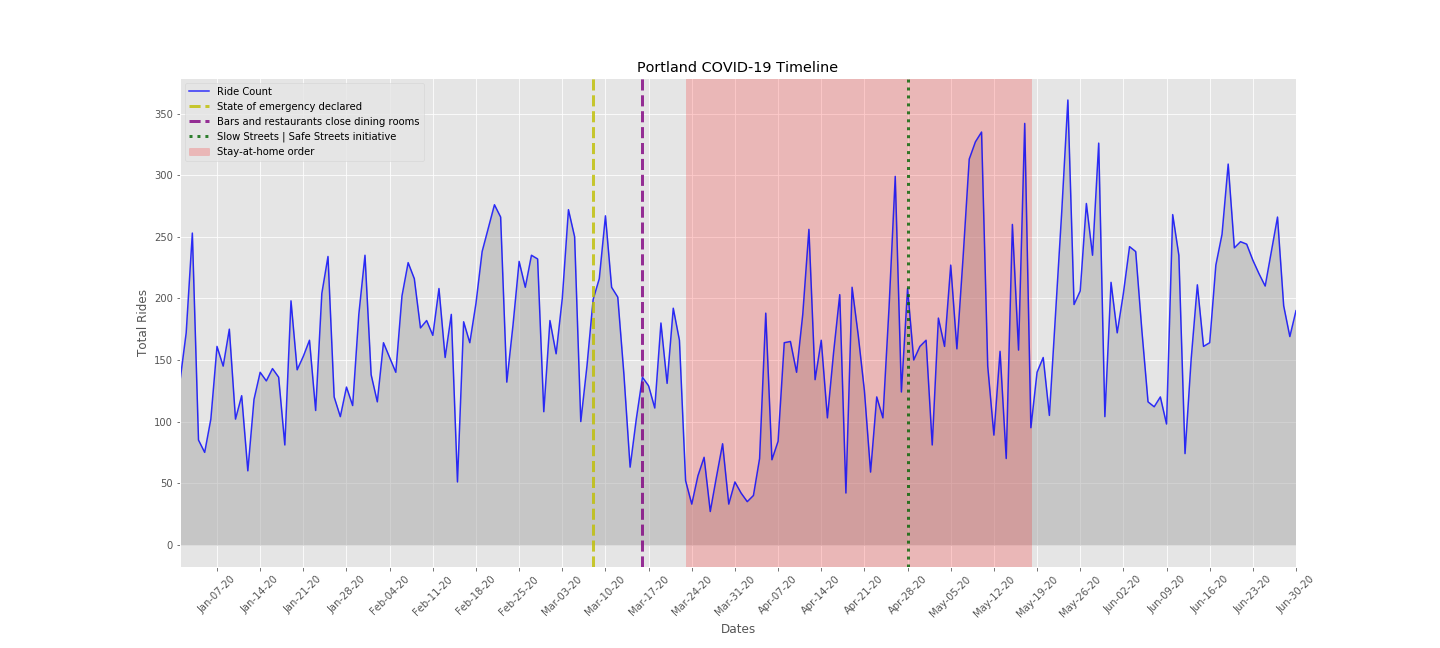 Portland COVID-19 Timeline
Ride Count
State of emergency declared
Bars and restaurants close dining rooms
Slow Streets | Safe Streets initiative
Stay-at-home order
Total Rides
350
300
250
200
150
100
50
0
Jan-07-20
Jan-14-20
Jan-21-20
Jan-28-20
Feb-04-20
Feb-11-20
Feb-18-20
Feb-25-20
Mar-03-20
Mar-10-20
Mar-17-20
Mar-24-20
Mar-31-20
Apr-07-20
Apr-14-20
Apr-21-20
Apr-28-20
May-05-20
May-12-20
May-19-20
May-26-20
Jun-02-20
Jun-09-20
Jun-16-20
Jun-23-20
Jun-30-20
Dates